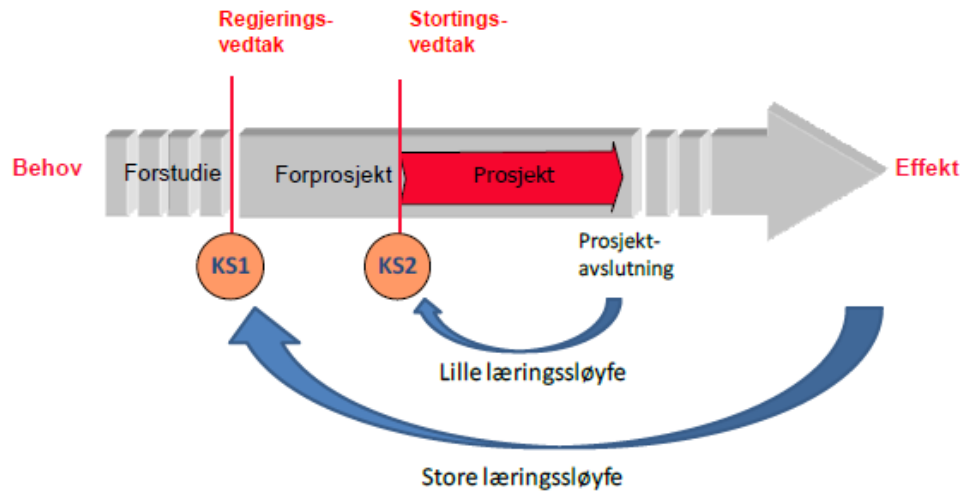 Regjerings-
vedtak
Stortings-
vedtak
Behov
Forstudie
Forprosjekt
Prosjekt
Effekt
KS1
KS2
Prosjekt-
avslutning
Lille læringssløyfe
Store læringssløyfe